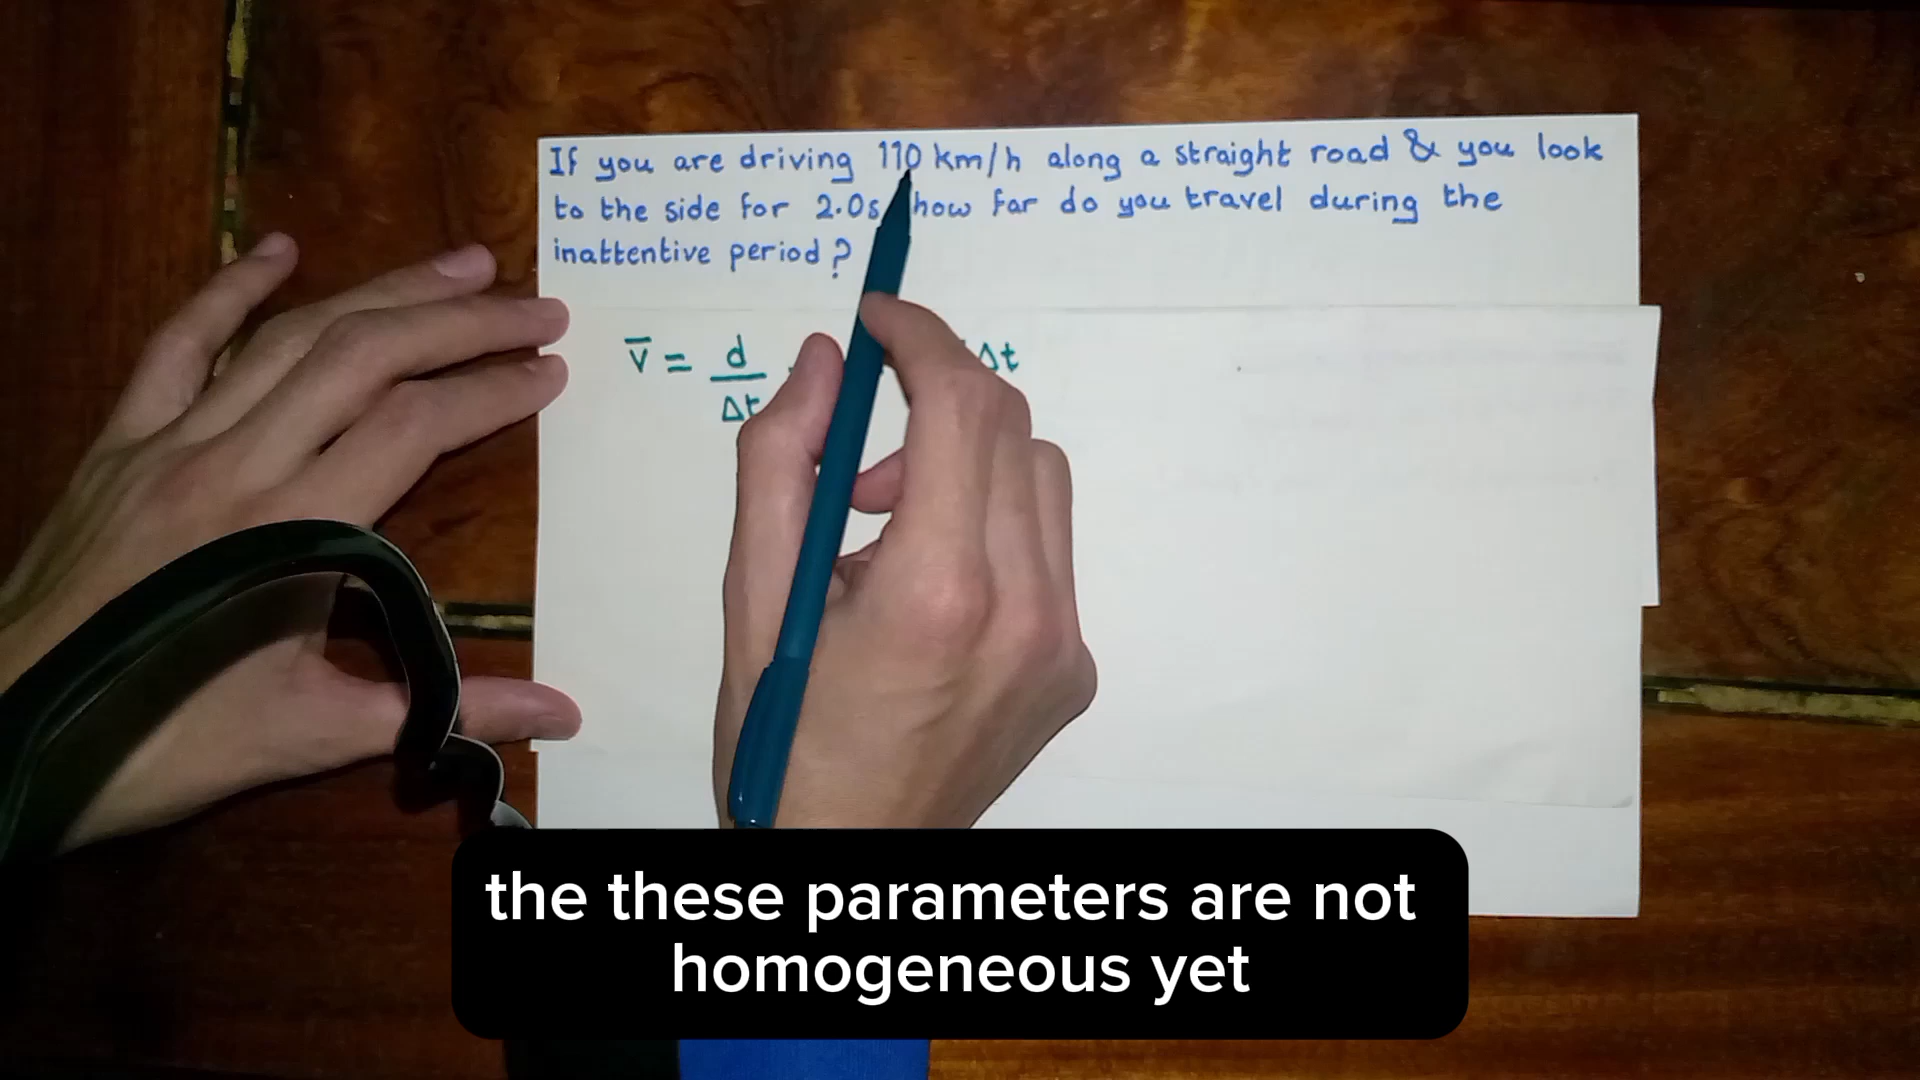 If you are driving 110 km/h along a straight road & you look
to the side for 2.0s how far do you travel during the
inattentive period?
v̅ = d
Δt
Δt
the these parameters are not
homogeneous yet